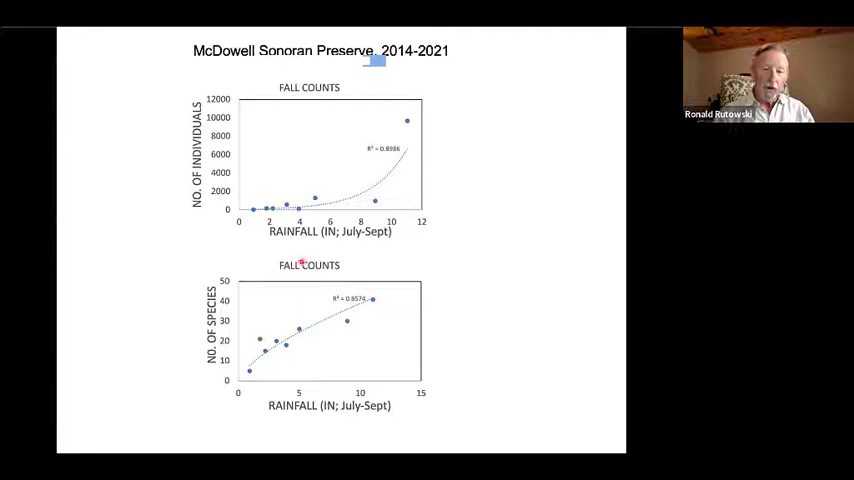 McDowell Sonoran Preserve, 2014-2021
FALL COUNTS
NO. OF INDIVIDUALS
12000
10000
8000
6000
4000
2000
0
R² = 0.8986
0 2 4 6 8 10 12
RAINFALL (IN; July-Sept)
FALL COUNTS
NO. OF SPECIES
50
40
30
20
10
0
R² = 0.8574
0 5 10 15
RAINFALL (IN; July-Sept)
Ronald Rutowski